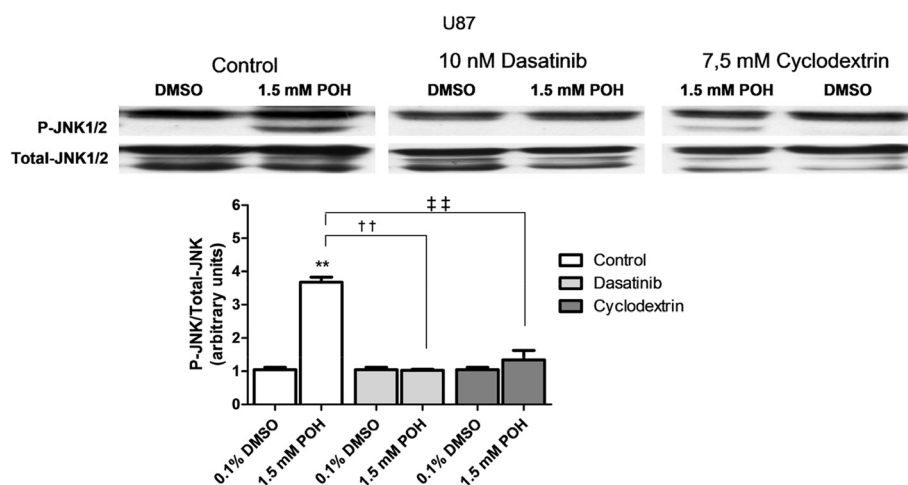 U87
Control
10 nM Dasatinib
7,5 mM Cyclodextrin
DMSO
1.5 mM POH
DMSO
1.5 mM POH
1.5 mM POH
DMSO
P-JNK1/2
Total-JNK1/2
P-JNK/Total-JNK
(arbitrary units)
6
5
4
3
2
1
0
**
††
‡‡
Control
Dasatinib
Cyclodextrin
0.1% DMSO
1.5 mM POH
0.1% DMSO
1.5 mM POH
0.1% DMSO
1.5 mM POH